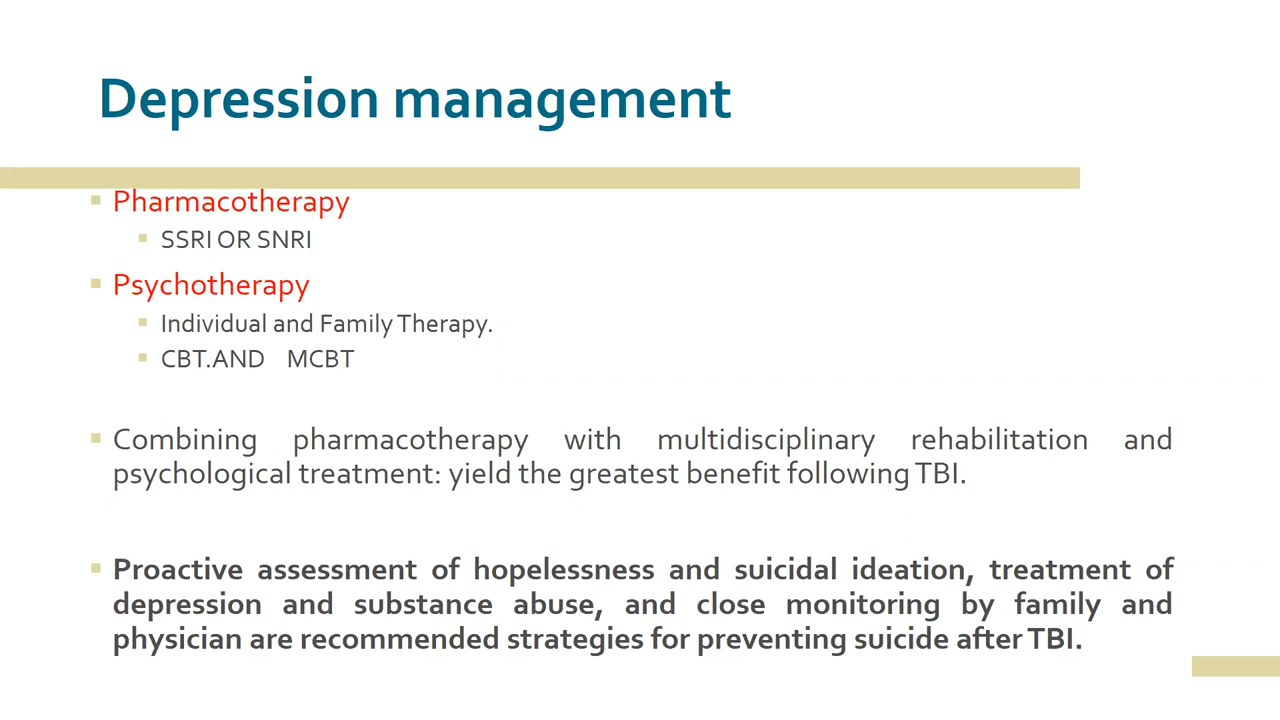 Depression management
Pharmacotherapy
SSRI OR SNRI
Psychotherapy
Individual and Family Therapy.
CBT.AND MCBT
Combining pharmacotherapy with multidisciplinary rehabilitation and
psychological treatment: yield the greatest benefit following TBI.
Proactive assessment of hopelessness and suicidal ideation, treatment of
depression and substance abuse, and close monitoring by family and
physician are recommended strategies for preventing suicide after TBI.